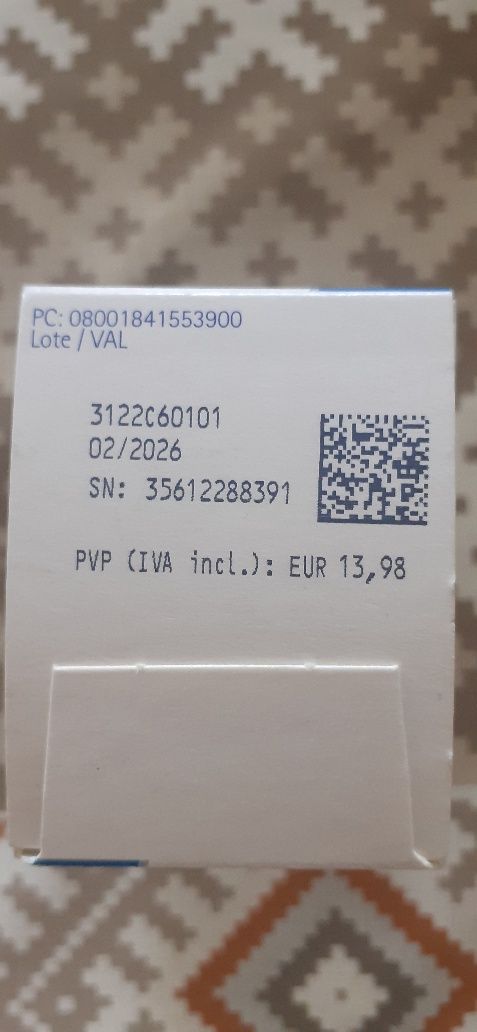 PC: 08001841553900
Lote / VAL
3122C60101
02/2026
SN: 35612288391
PVP (IVA incl.): EUR 13,98